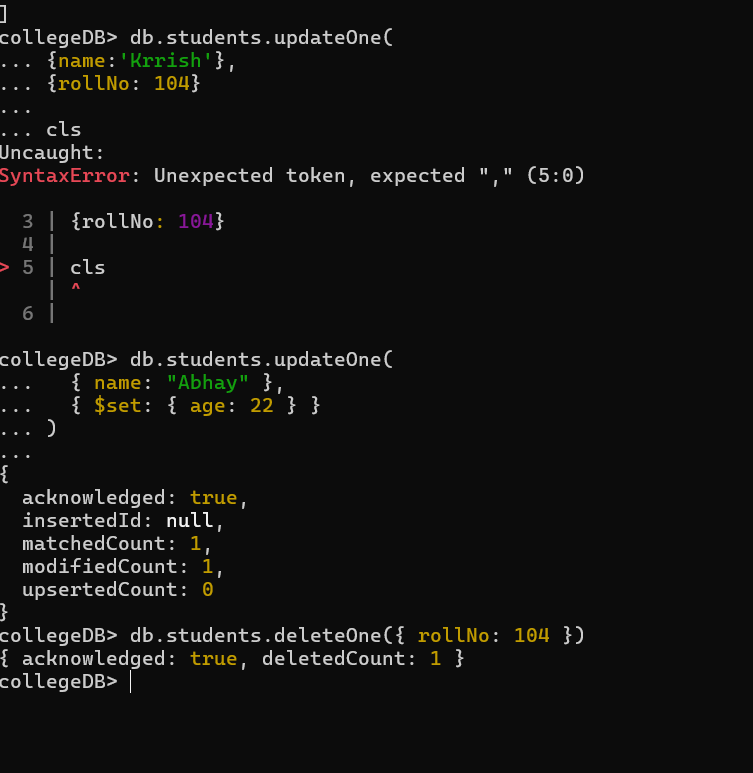 ]
collegeDB> db.students.updateOne(
... {name:'Krrish'},
... {rollNo: 104}
...
... cls
Uncaught:
SyntaxError: Unexpected token, expected "," (5:0)

  3 | {rollNo: 104}
  4 |
> 5 | cls
    | ^
  6 |

collegeDB> db.students.updateOne(
...   { name: "Abhay" },
...   { $set: { age: 22 } }
... )
...
{
  acknowledged: true,
  insertedId: null,
  matchedCount: 1,
  modifiedCount: 1,
  upsertedCount: 0
}
collegeDB> db.students.deleteOne({ rollNo: 104 })
{ acknowledged: true, deletedCount: 1 }
collegeDB>